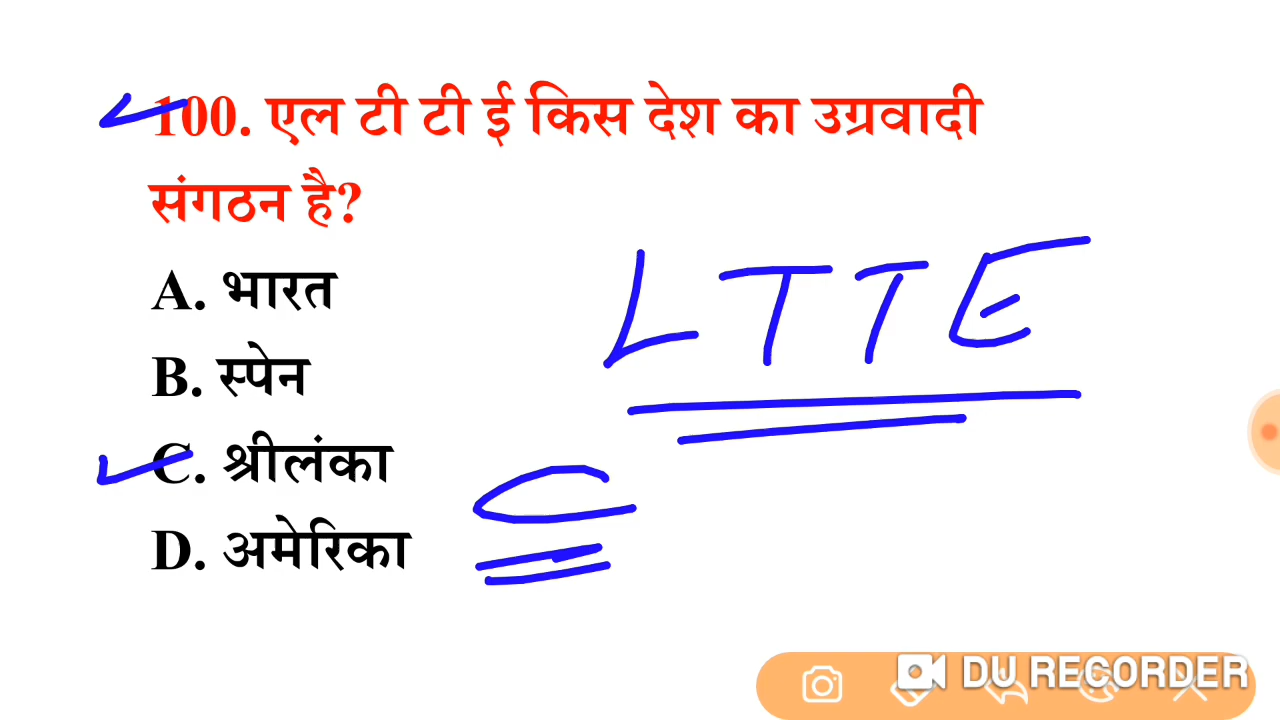 100. एल टी टी ई किस देश का उग्रवादी
संगठन है?
A. भारत
B. स्पेन
C. श्रीलंका
D. अमेरिका
LTTE
C
DU RECORDER